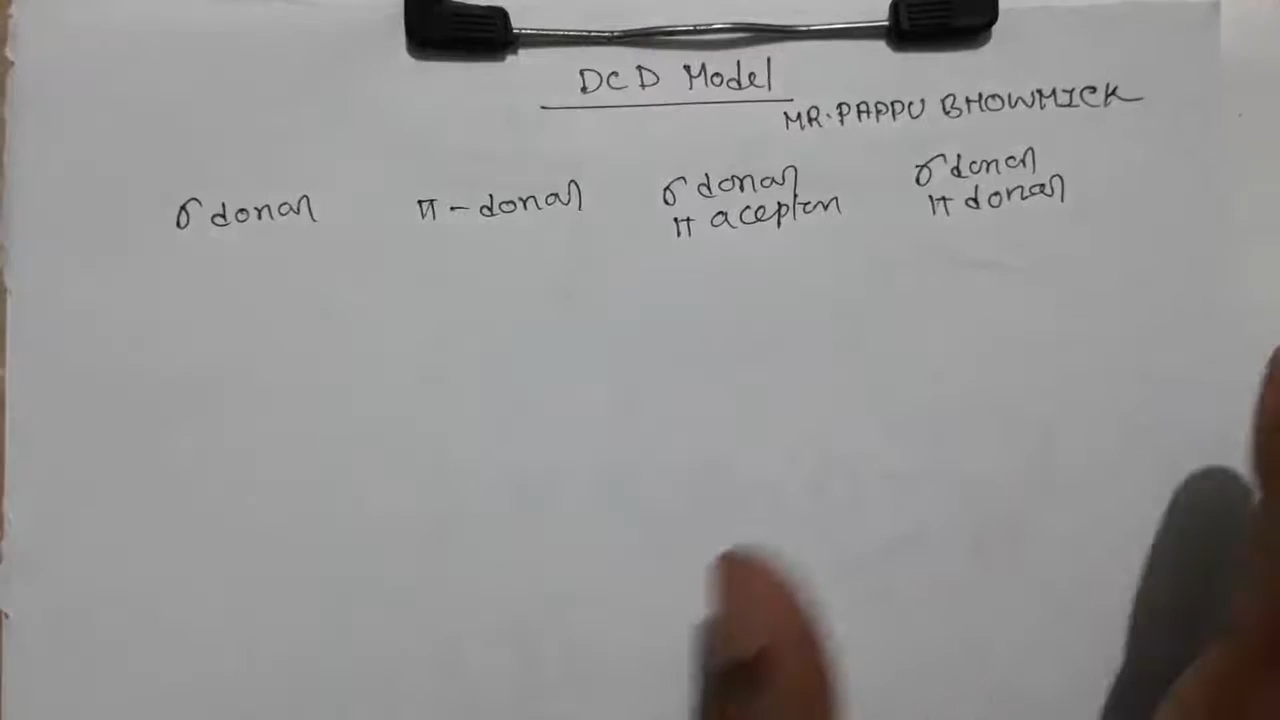 DCD Model
MR. PAPPU BHOWMICK
σ donar
π - donar
σ donar
π acepter
σ donar
π donar